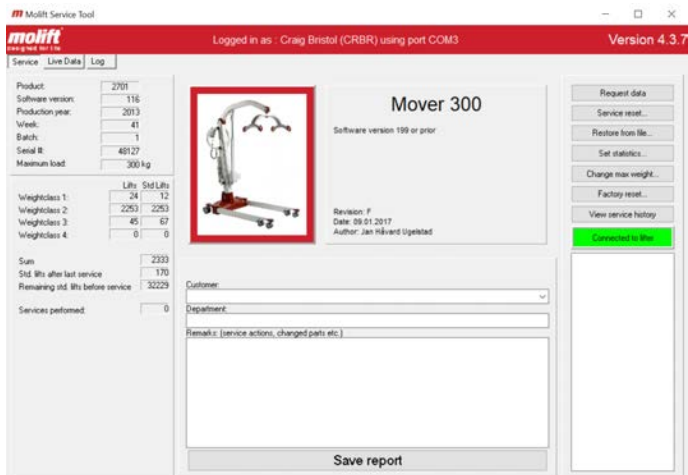 Molift Service Tool
molift
Designed for life
Logged in as : Craig Bristol (CRBR) using port COM3
Version 4.3.7
Service Live Data Log
Product: 2701
Software version: 116
Production year: 2013
Week: 41
Batch: 1
Serial #: 48127
Maximum load: 300 kg
Lifts Std Lifts
Weightclass 1: 24 12
Weightclass 2: 2253 2253
Weightclass 3: 45 67
Weightclass 4: 0 0
Sum 2333
Std. lifts after last service 170
Remaining std. lifts before service 32229
Services performed: 0
Mover 300
Software version 199 or prior
Revision: F
Date: 09.01.2017
Author: Jan Håvard Ugelstad
Customer:
Department:
Remarks: (service actions, changed parts etc.)
Save report
Request data
Service reset...
Restore from file...
Set statistics...
Change max weight...
Factory reset...
View service history
Connected to lifter